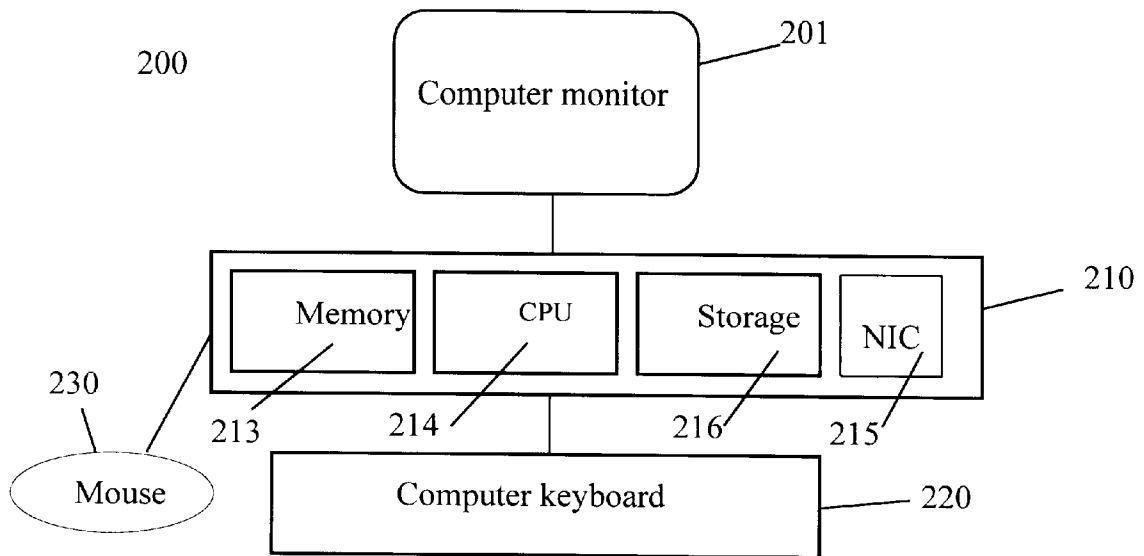 200
201
Computer monitor
210
Memory
CPU
Storage
NIC
230
213
214
216
215
Mouse
Computer keyboard
220